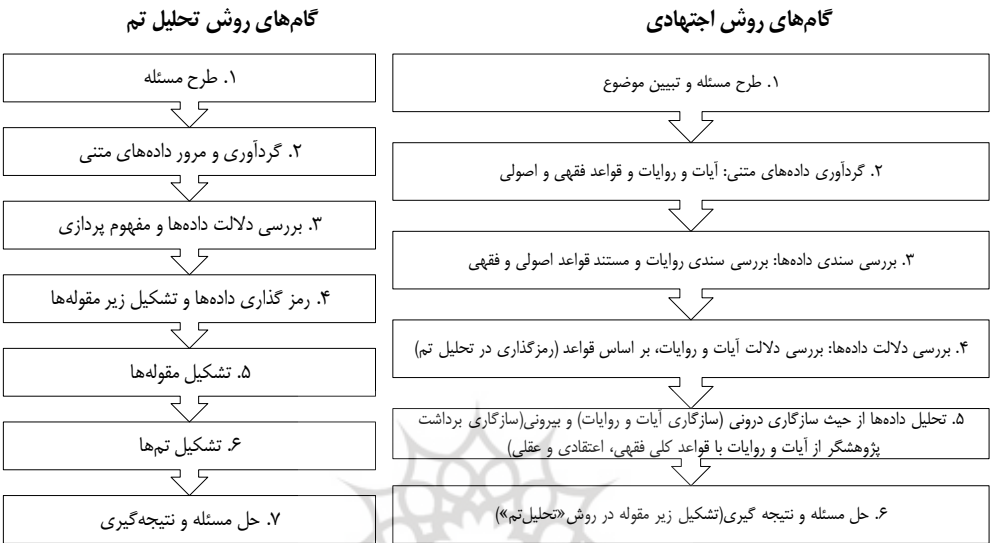 گام‌های روش اجتهادی
۱. طرح مسئله و تبیین موضوع
۲. گردآوری داده‌های متنی: آیات و روایات و قواعد فقهی و اصولی
۳. بررسی سندی داده‌ها: بررسی سندی روایات و مستند قواعد اصولی و فقهی
۴. بررسی دلالت داده‌ها: بررسی دلالت آیات و روایات، بر اساس قواعد (رمزگذاری در تحلیل تم)
۵. تحلیل داده‌ها از حیث سازگاری درونی (سازگاری آیات و روایات) و بیرونی(سازگاری برداشت
پژوهشگر از آیات و روایات با قواعد کلی فقهی، اعتقادی و عقلی)
۶. حل مسئله و نتیجه گیری(تشکیل زیر مقوله در روش«تحلیل‌تم»)
گام‌های روش تحلیل تم
۱. طرح مسئله
۲. گردآوری و مرور داده‌های متنی
۳. بررسی دلالت داده‌ها و مفهوم پردازی
۴. رمز گذاری داده‌ها و تشکیل زیر مقوله‌ها
۵. تشکیل مقوله‌ها
۶. تشکیل تم‌ها
۷. حل مسئله و نتیجه‌گیری